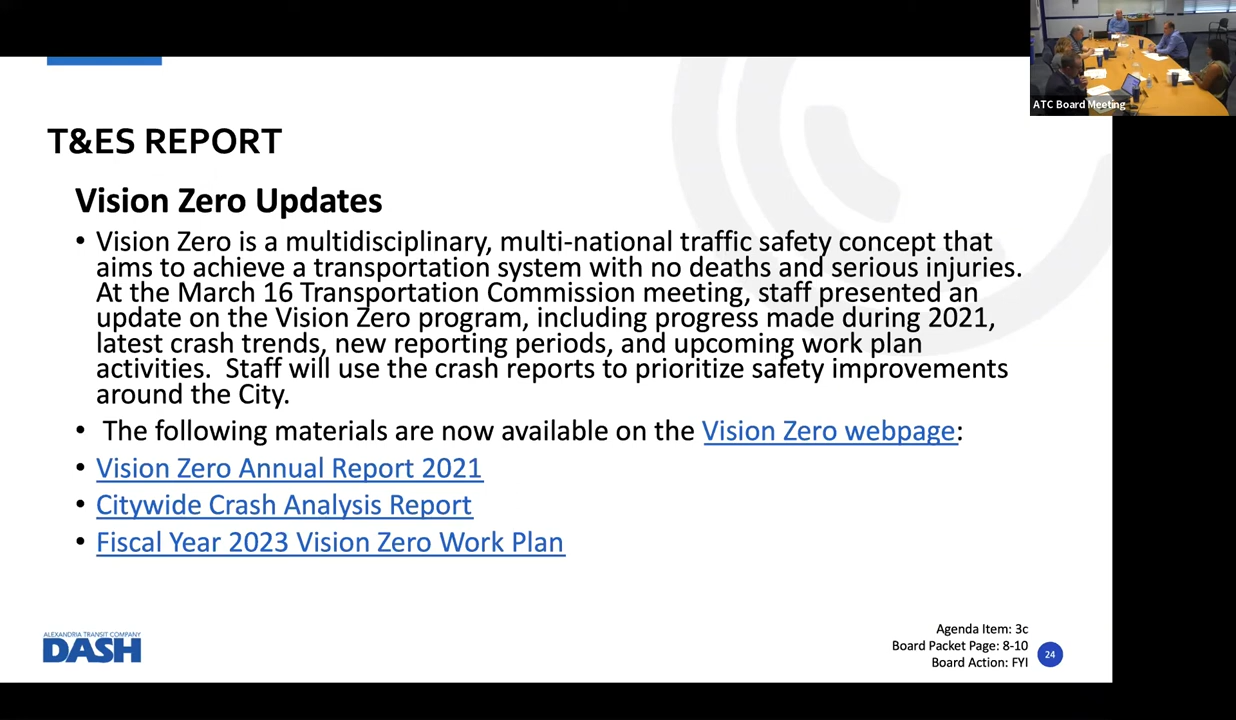 ATC Board Meeting
T&ES REPORT
Vision Zero Updates
• Vision Zero is a multidisciplinary, multi-national traffic safety concept that
aims to achieve a transportation system with no deaths and serious injuries.
At the March 16 Transportation Commission meeting, staff presented an
update on the Vision Zero program, including progress made during 2021,
latest crash trends, new reporting periods, and upcoming work plan
activities.  Staff will use the crash reports to prioritize safety improvements
around the City.
• The following materials are now available on the Vision Zero webpage:
• Vision Zero Annual Report 2021
• Citywide Crash Analysis Report
• Fiscal Year 2023 Vision Zero Work Plan
ALEXANDRIA TRANSIT COMPANY
DASH
Agenda Item: 3c
Board Packet Page: 8-10
Board Action: FYI
24